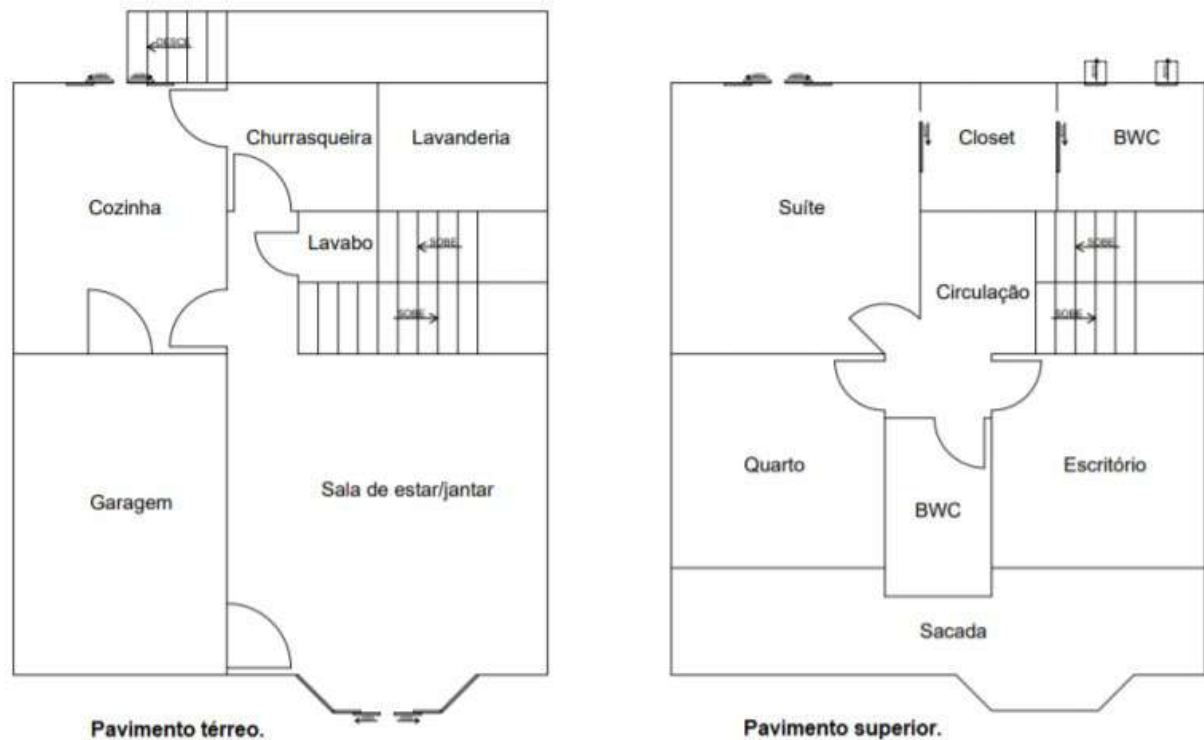 DESCE
Churrasqueira
Lavanderia
Cozinha
Lavabo
SOBE
SOBE
Garagem
Sala de estar/jantar
Pavimento térreo.
Closet
BWC
Suíte
SOBE
Circulação
SOBE
Quarto
Escritório
BWC
Sacada
Pavimento superior.